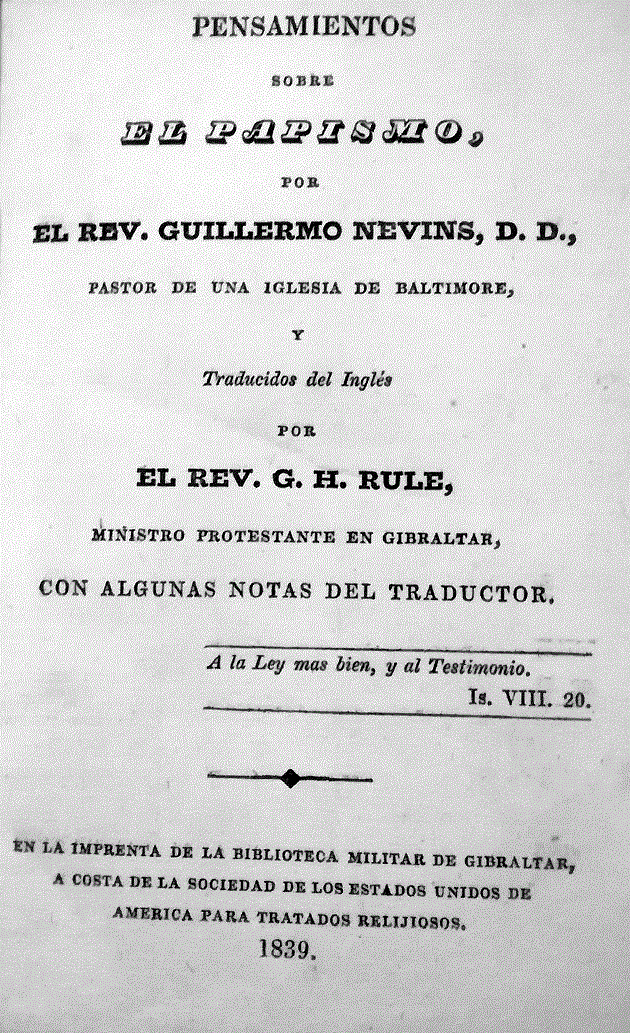 PENSAMIENTOS
SOBRE
EL PAPISMO,
POR
EL REV. GUILLERMO NEVINS, D. D.,
PASTOR DE UNA IGLESIA DE BALTIMORE,
Y
Traducidos del Inglés
POR
EL REV. G. H. RULE,
MINISTRO PROTESTANTE EN GIBRALTAR,
CON ALGUNAS NOTAS DEL TRADUCTOR.
A la Ley mas bien, y al Testimonio.
Is. VIII. 20.
EN LA IMPRENTA DE LA BIBLIOTECA MILITAR DE GIBRALTAR,
A COSTA DE LA SOCIEDAD DE LOS ESTADOS UNIDOS DE
AMERICA PARA TRATADOS RELIJIOSOS.
1839.